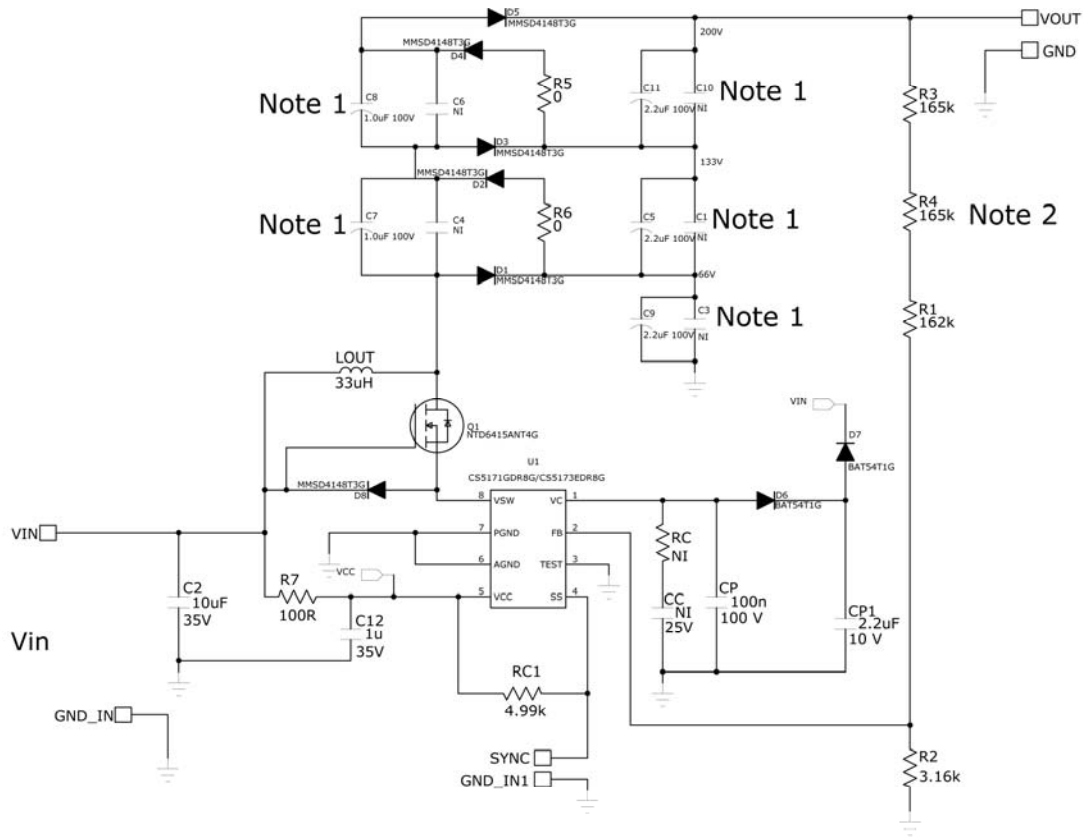 D5
MMSD4148T3G
VOUT
200V
MMSD4148T3G
D4
GND
R5
0
Note 1
C8
1.0uF 100V
C6
NI
C11
2.2uF 100V
C10
NI
Note 1
R3
165k
D3
MMSD4148T3G
133V
MMSD4148T3G
D2
R6
0
Note 1
C7
1.0uF 100V
C4
NI
C5
2.2uF 100V
C1
NI
Note 1
R4
165k
Note 2
D1
MMSD4148T3G
66V
C9
2.2uF 100V
C3
NI
Note 1
R1
162k
LOUT
33uH
Q1
NTD6415ANT4G
VIN
D7
BAT54T1G
U1
CS5171GDR8G/CS5173EDR8G
MMSD4148T3G
D8
8 VSW VC 1
7 PGND FB 2
6 AGND TEST 3
5 VCC SS 4
D6
BAT54T1G
VIN
RC
NI
VCC
R7
100R
C2
10uF
35V
C12
1u
35V
CC
NI
25V
CP
100n
100 V
CP1
2.2uF
10 V
Vin
RC1
4.99k
GND_IN
SYNC
GND_IN1
R2
3.16k